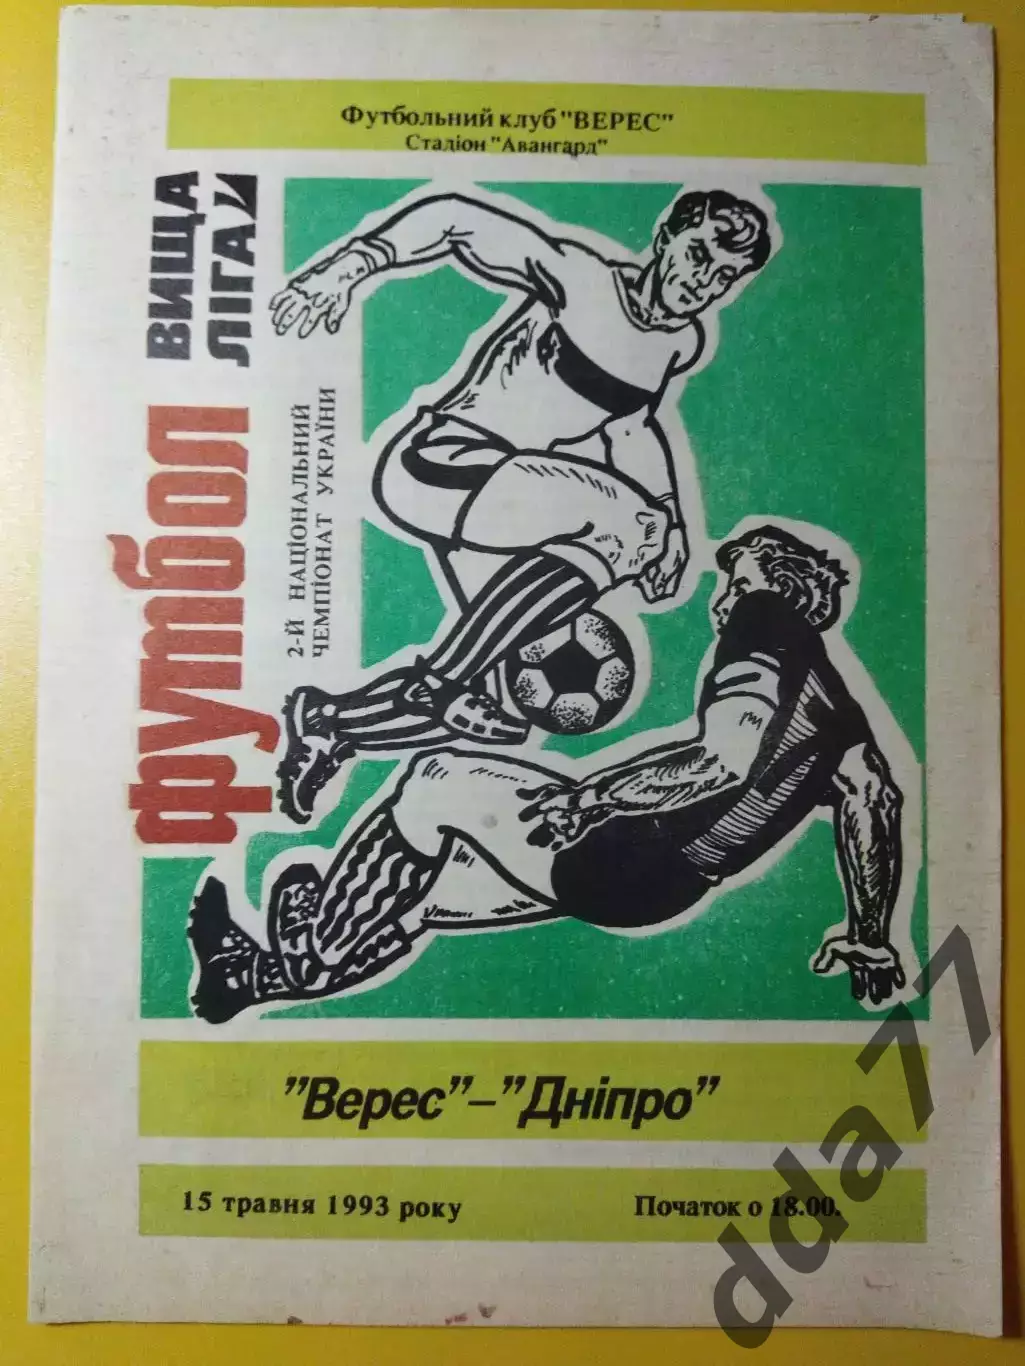 Футбольний клуб "ВЕРЕС"
Стадіон "Авангард"
ФУТБОЛ
ВИЩА
ЛІГА
2-Й НАЦІОНАЛЬНИЙ
ЧЕМПІОНАТ УКРАЇНИ
"Верес"–"Дніпро"
15 травня 1993 року
Початок о 18.00.
dda77